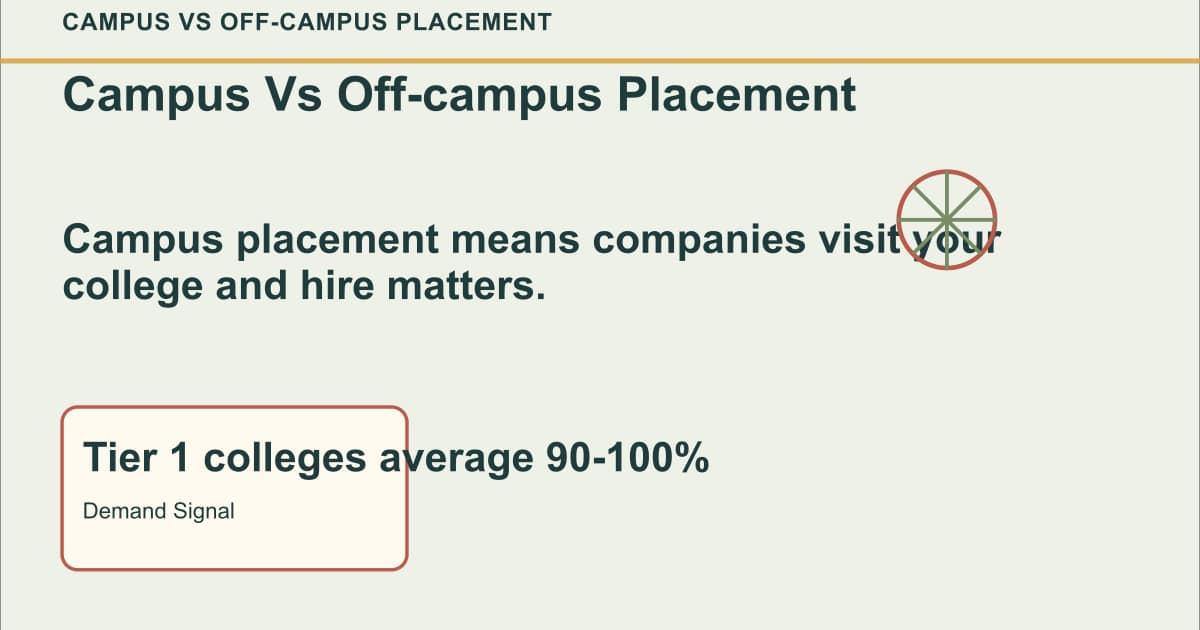 CAMPUS VS OFF-CAMPUS PLACEMENT
Campus Vs Off-campus Placement
Campus placement means companies visit your
college and hire matters.
Tier 1 colleges average 90-100%
Demand Signal